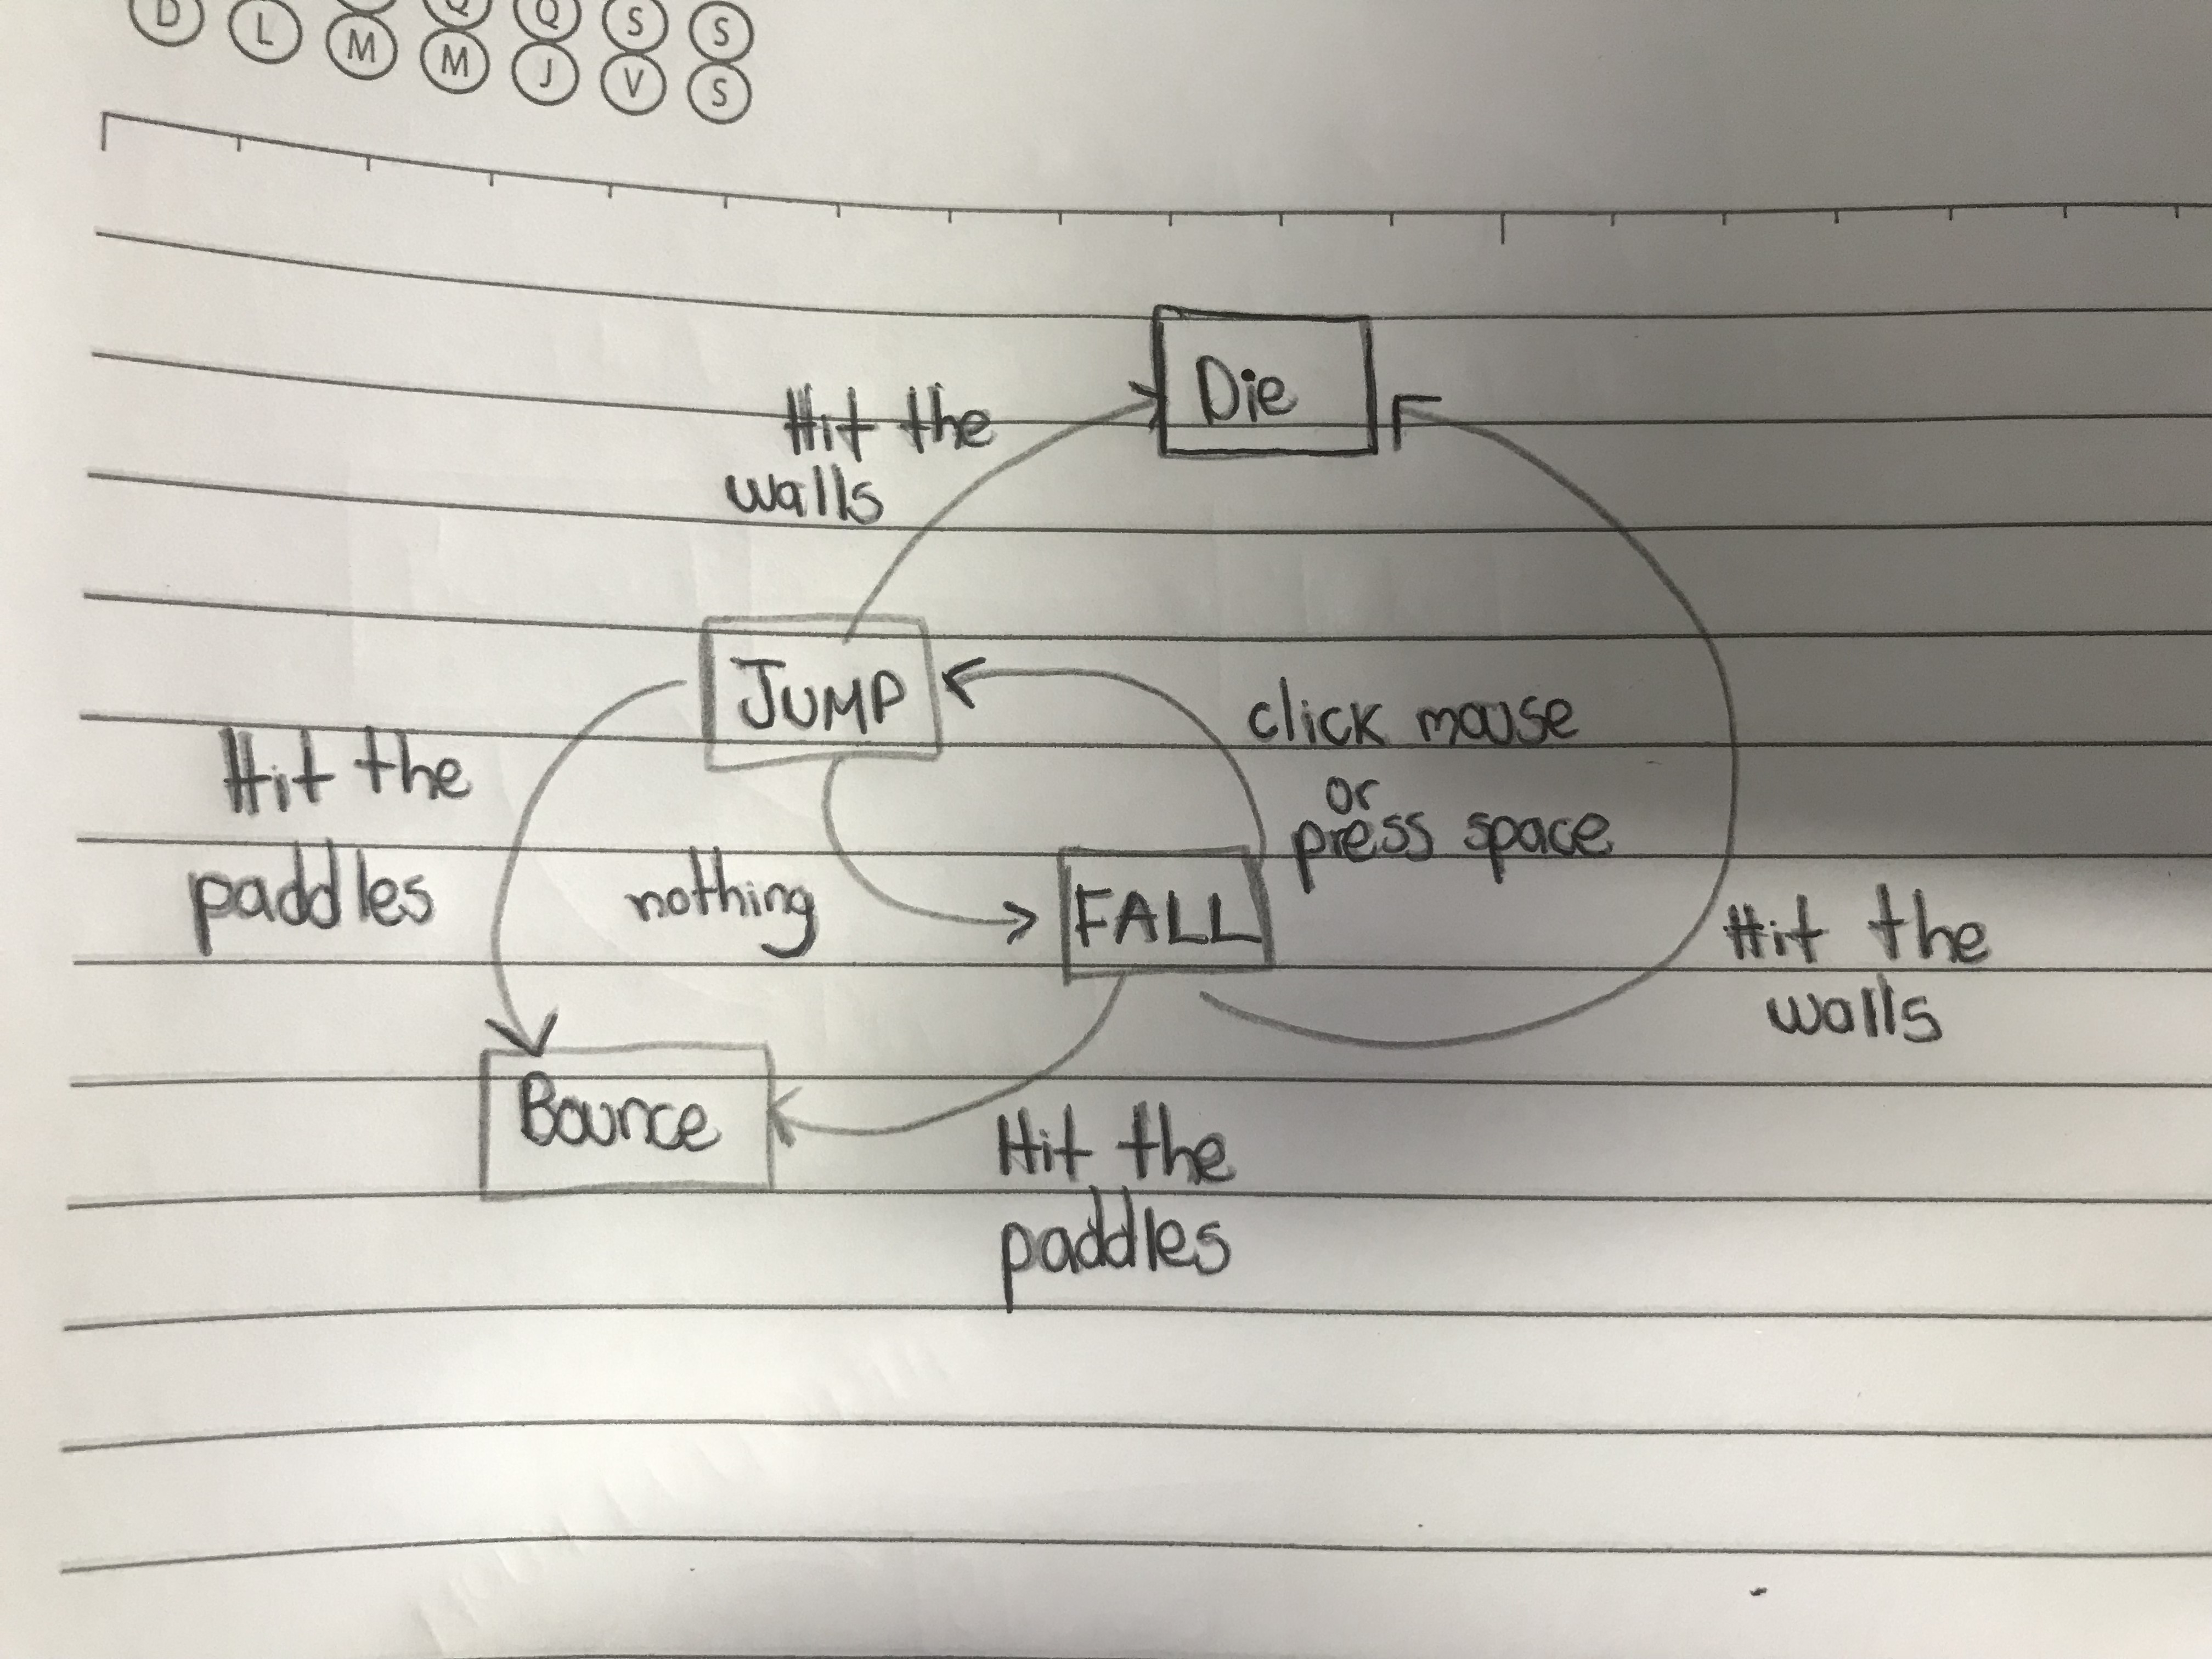 D L M M J V S
Q Q S S
Die
Hit the
walls
JUMP
click mouse
or
press space
Hit the
paddles
nothing
FALL
Hit the
walls
Bounce
Hit the
paddles